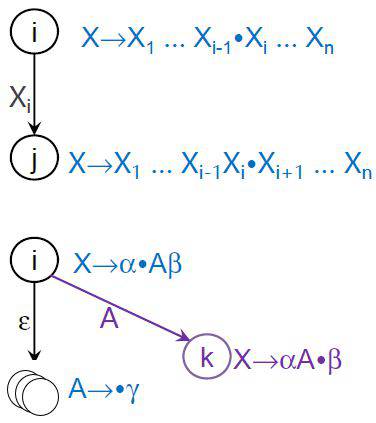 i X→X₁ ... Xᵢ₋₁•Xᵢ ... Xₙ
Xᵢ
j X→X₁ ... Xᵢ₋₁Xᵢ•Xᵢ₊₁ ... Xₙ
i X→α•Aβ
ε A
k X→αA•β
A→•γ